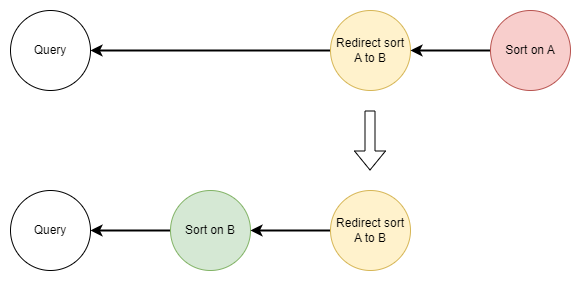 Query
Redirect sort
A to B
Sort on A
Query
Sort on B
Redirect sort
A to B